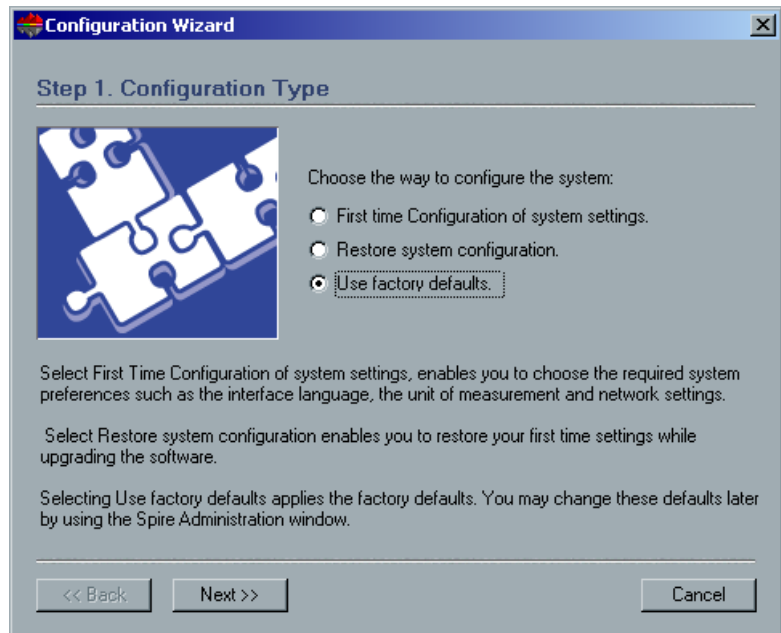 Configuration Wizard
Step 1. Configuration Type
Choose the way to configure the system:
First time Configuration of system settings.
Restore system configuration.
Use factory defaults.
Select First Time Configuration of system settings, enables you to choose the required system
preferences such as the interface language, the unit of measurement and network settings.
Select Restore system configuration enables you to restore your first time settings while
upgrading the software.
Selecting Use factory defaults applies the factory defaults. You may change these defaults later
by using the Spire Administration window.
<< Back
Next >>
Cancel